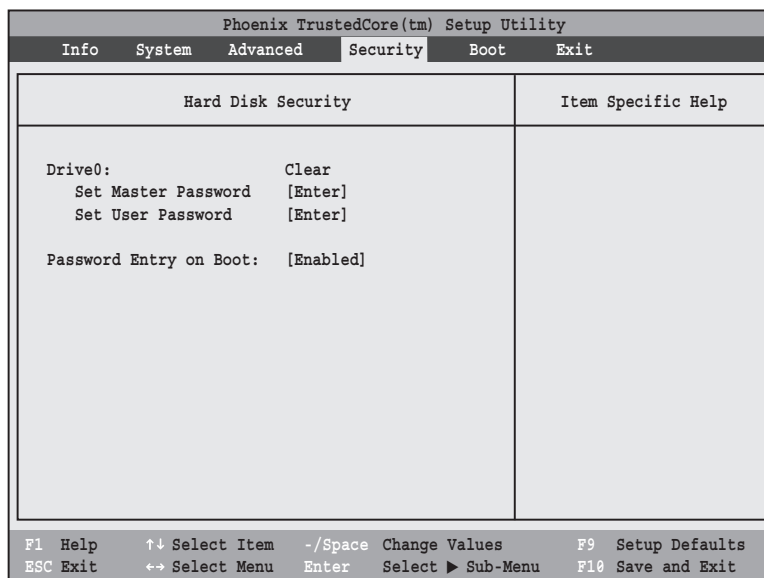 Phoenix TrustedCore(tm) Setup Utility
Info System Advanced Security Boot Exit
Hard Disk Security
Item Specific Help
Drive0: Clear
Set Master Password [Enter]
Set User Password [Enter]
Password Entry on Boot: [Enabled]
F1 Help ↑↓ Select Item -/Space Change Values F9 Setup Defaults
ESC Exit ←→ Select Menu Enter Select ▶ Sub-Menu F10 Save and Exit